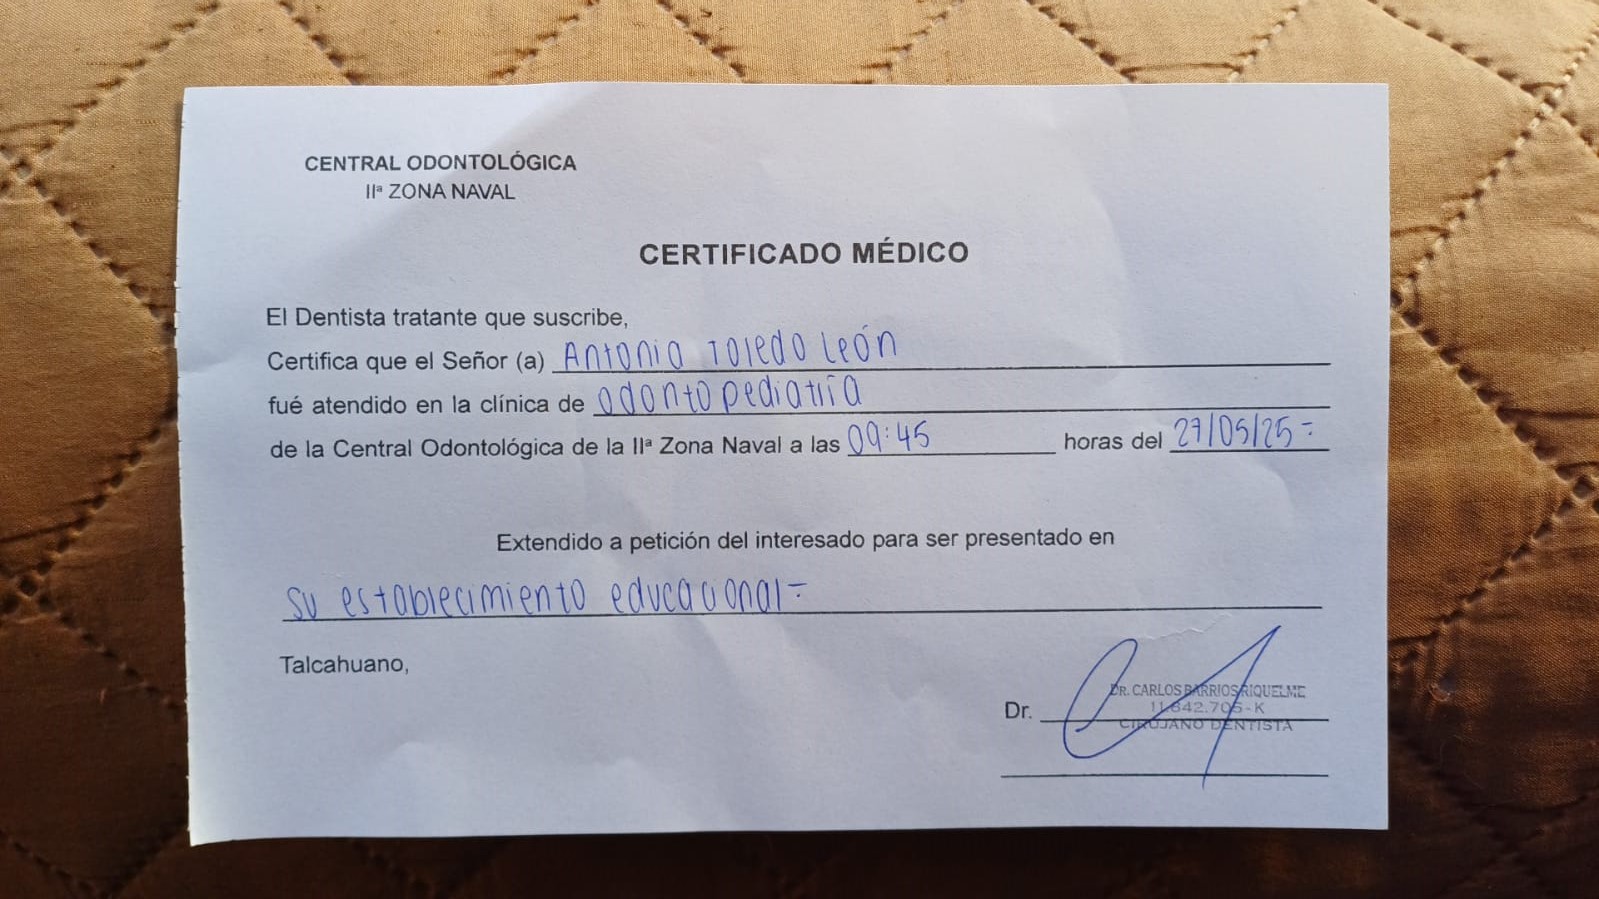 CENTRAL ODONTOLÓGICA
IIª ZONA NAVAL
CERTIFICADO MÉDICO
El Dentista tratante que suscribe,
Certifica que el Señor (a) Antonia Toledo León
fué atendido en la clínica de odontopediatría
de la Central Odontológica de la IIª Zona Naval a las 09:45 horas del 27/05/25-
Extendido a petición del interesado para ser presentado en
su establecimiento educacional-
Talcahuano,
DR. CARLOS BARRIOS RIQUELME
Dr. 11.842.705-K
CIRUJANO DENTISTA